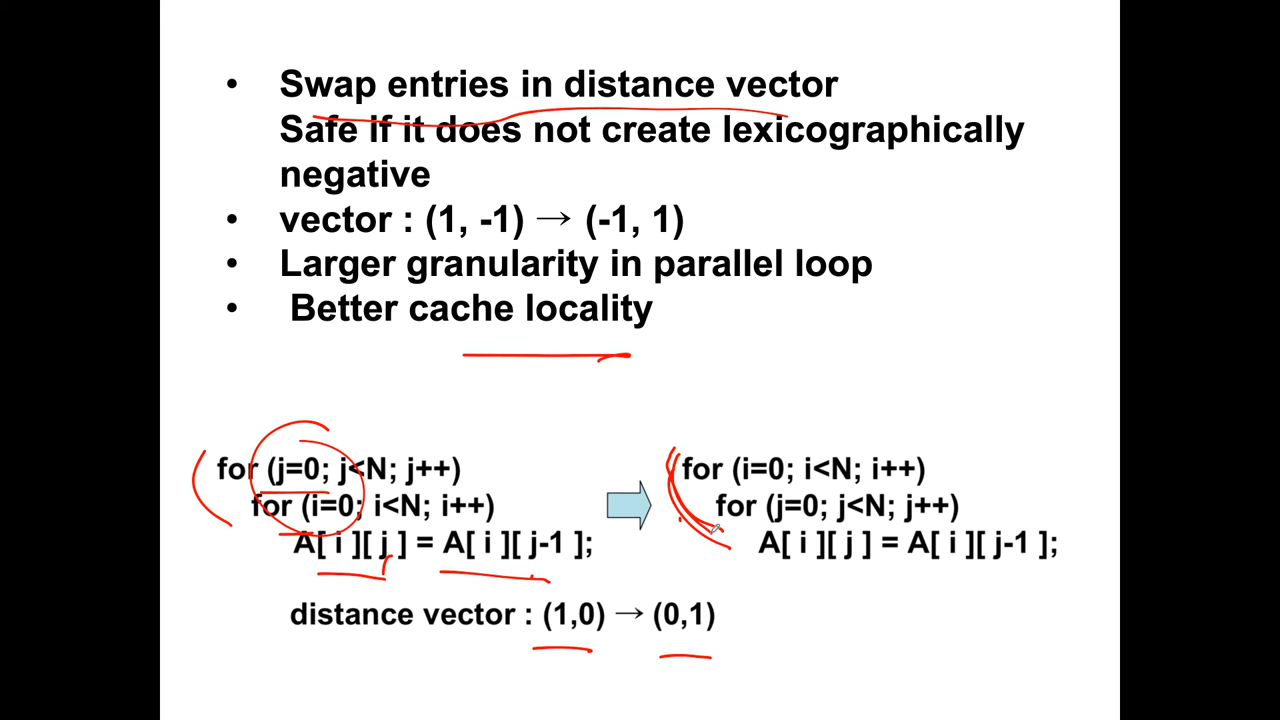 • Swap entries in distance vector
Safe if it does not create lexicographically
negative
• vector : (1, -1) → (-1, 1)
• Larger granularity in parallel loop
• Better cache locality
for (j=0; j<N; j++)
for (i=0; i<N; i++)
A[ i ][ j ] = A[ i ][ j-1 ];
for (i=0; i<N; i++)
for (j=0; j<N; j++)
A[ i ][ j ] = A[ i ][ j-1 ];
distance vector : (1,0) → (0,1)